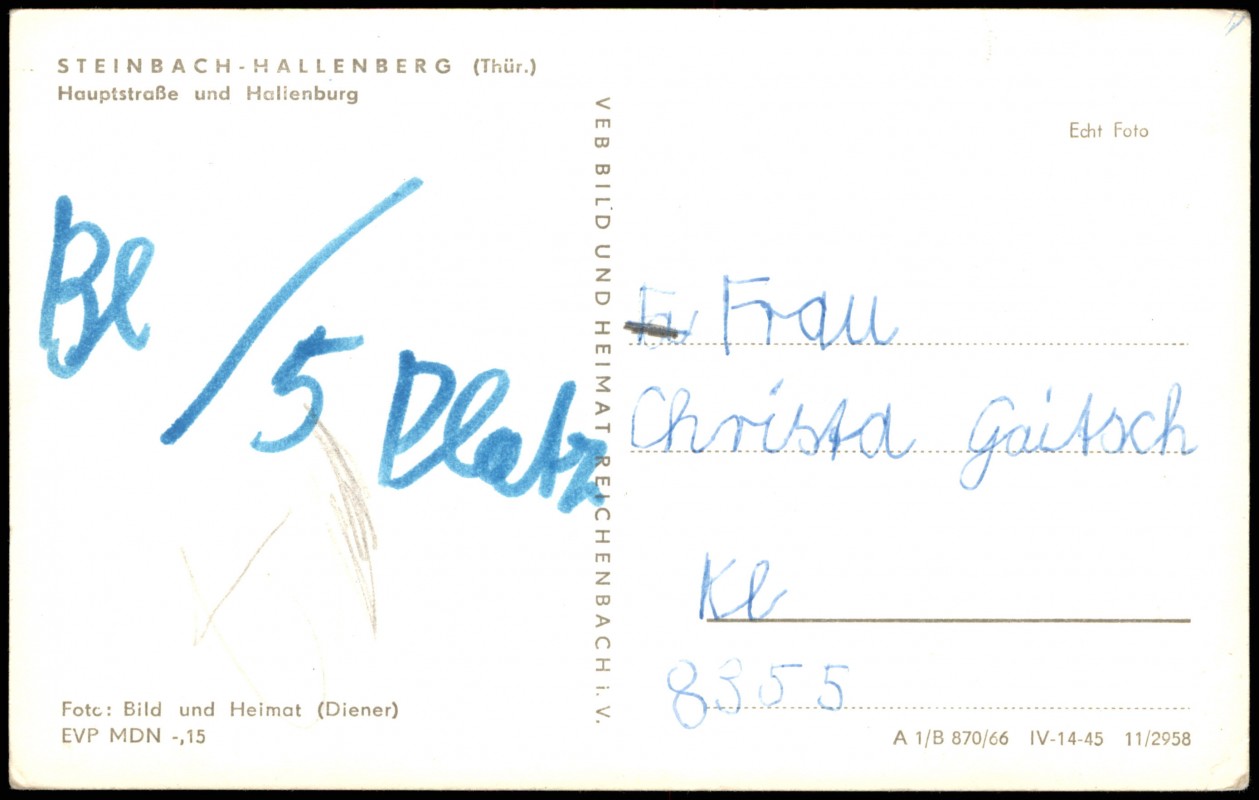 STEINBACH-HALLENBERG (Thür.)
Hauptstraße und Hallenburg
Bl / 5 Platz
VEB BILD UND HEIMAT REICHENBACH i. V.
Echt Foto
Frau
Christa Gaitsch
Kl
8355
Foto: Bild und Heimat (Diener)
EVP MDN -,15
A 1/B 870/66 IV-14-45 11/2958